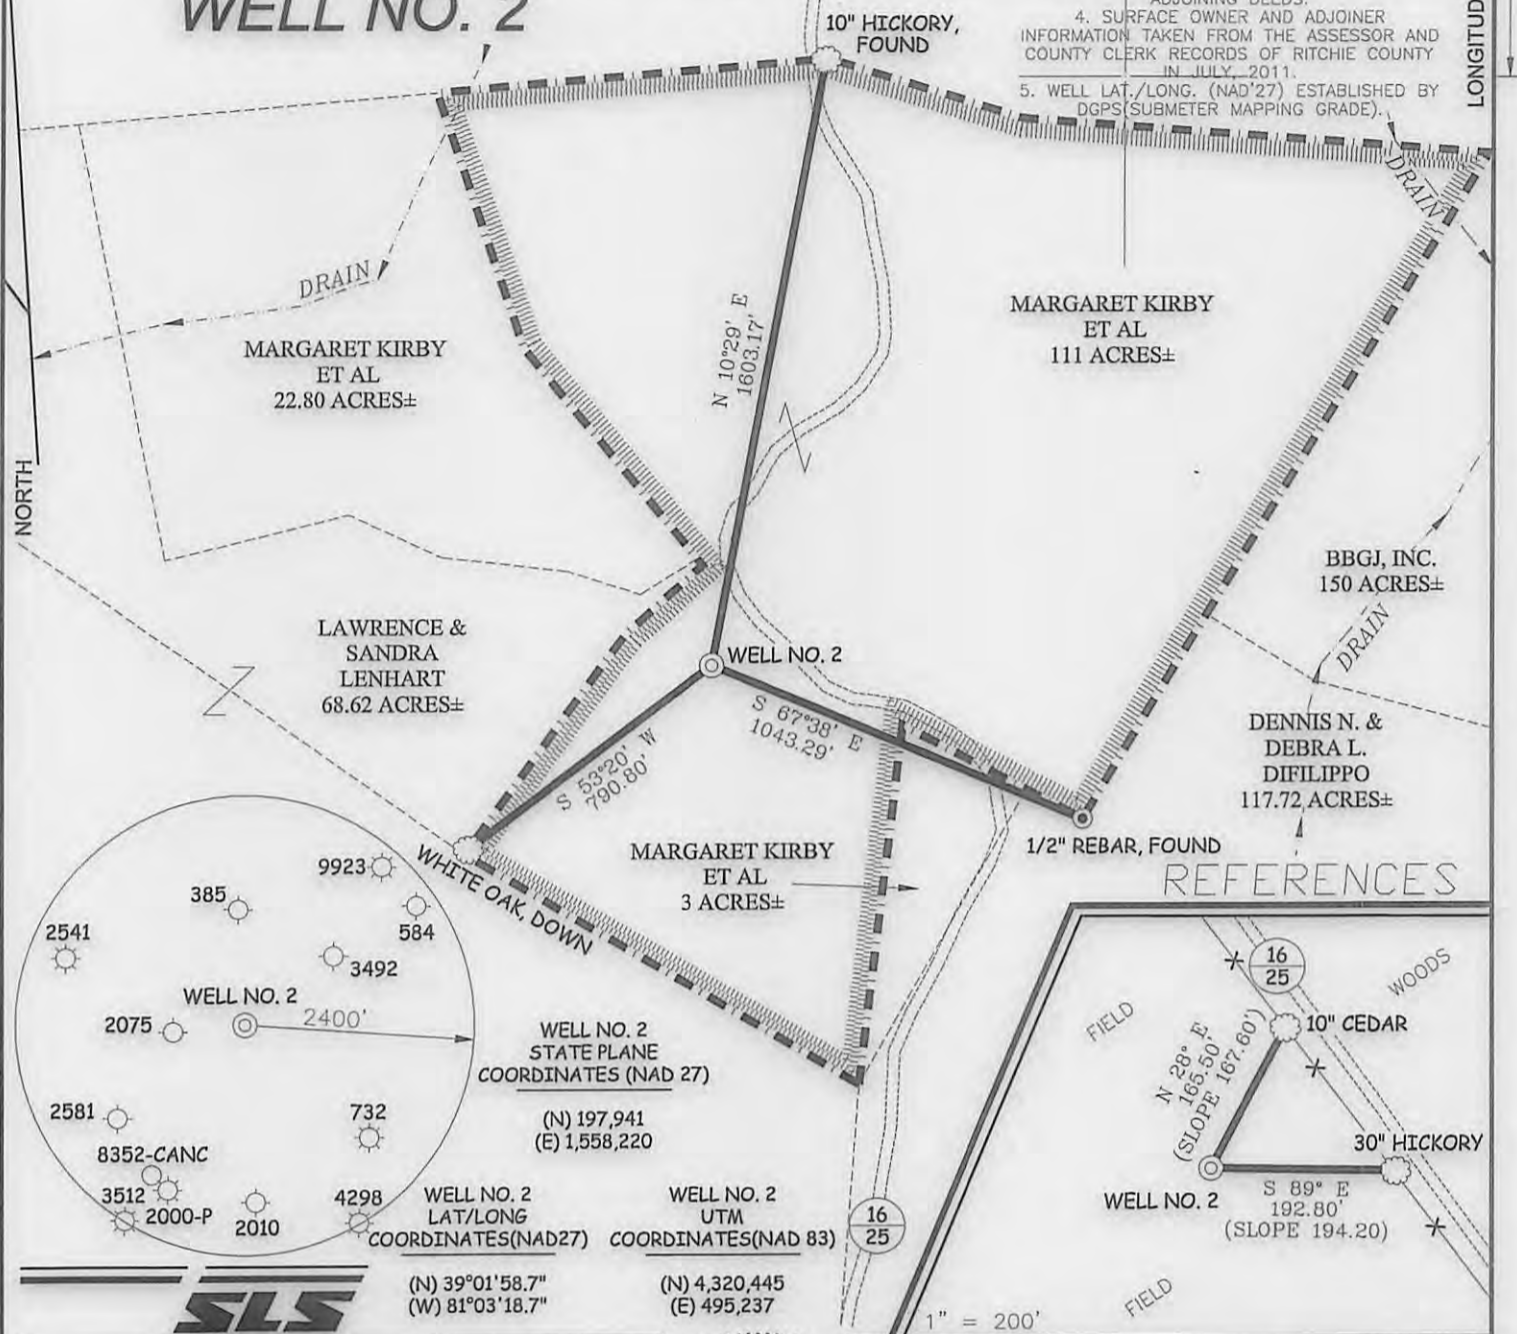 WELL NO. 2
10" HICKORY,
FOUND
ADJOINING DEEDS.
4. SURFACE OWNER AND ADJOINER
INFORMATION TAKEN FROM THE ASSESSOR AND
COUNTY CLERK RECORDS OF RITCHIE COUNTY
IN JULY, 2011.
5. WELL LAT./LONG. (NAD'27) ESTABLISHED BY
DGPS(SUBMETER MAPPING GRADE).
DRAIN
DRAIN
N 10°29' E
1603.17'
MARGARET KIRBY
ET AL
111 ACRES±
MARGARET KIRBY
ET AL
22.80 ACRES±
NORTH
BBGJ, INC.
150 ACRES±
DRAIN
LAWRENCE &
SANDRA
LENHART
68.62 ACRES±
WELL NO. 2
S 67°38' E
1043.29'
S 53°20' W
790.80'
DENNIS N. &
DEBRA L.
DIFILIPPO
117.72 ACRES±
1/2" REBAR, FOUND
WHITE OAK, DOWN
MARGARET KIRBY
ET AL
3 ACRES±
9923
385
584
2541
3492
WELL NO. 2
2400'
2075
2581
732
8352-CANC
3512
2000-P
2010
4298
WELL NO. 2
STATE PLANE
COORDINATES (NAD 27)
(N) 197,941
(E) 1,558,220
WELL NO. 2
LAT/LONG
COORDINATES(NAD27)
(N) 39°01'58.7"
(W) 81°03'18.7"
WELL NO. 2
UTM
COORDINATES(NAD 83)
(N) 4,320,445
(E) 495,237
16
25
REFERENCES
16
25
WOODS
FIELD
10" CEDAR
N 28° E
165.50'
(SLOPE 167.60')
30" HICKORY
WELL NO. 2
S 89° E
192.80'
(SLOPE 194.20)
FIELD
1" = 200'
SLS